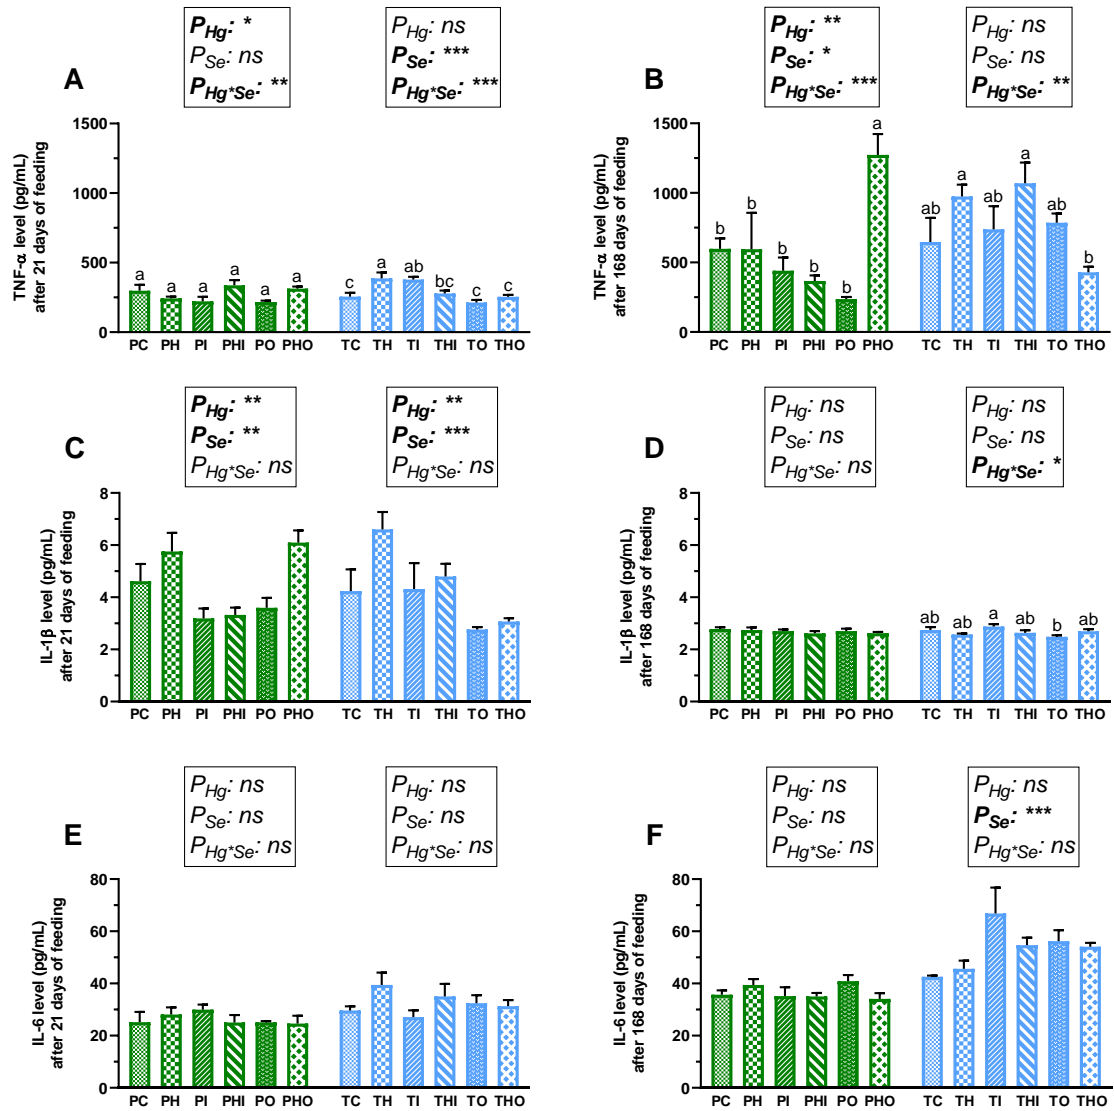 A
P_Hg: *
P_Se: ns
P_Hg*Se: **
P_Hg: ns
P_Se: ***
P_Hg*Se: ***
TNF-α level (pg/mL)
after 21 days of feeding
1500
1000
500
0
a a a a a a c a ab bc c c
PC PH PI PHI PO PHO TC TH TI THI TO THO
B
P_Hg: **
P_Se: *
P_Hg*Se: ***
P_Hg: ns
P_Se: ns
P_Hg*Se: **
TNF-α level (pg/mL)
after 168 days of feeding
1500
1000
500
0
b b b b b a ab a ab a ab b
PC PH PI PHI PO PHO TC TH TI THI TO THO
C
P_Hg: **
P_Se: **
P_Hg*Se: ns
P_Hg: **
P_Se: ***
P_Hg*Se: ns
IL-1β level (pg/mL)
after 21 days of feeding
8
6
4
2
0
PC PH PI PHI PO PHO TC TH TI THI TO THO
D
P_Hg: ns
P_Se: ns
P_Hg*Se: ns
P_Hg: ns
P_Se: ns
P_Hg*Se: *
IL-1β level (pg/mL)
after 168 days of feeding
8
6
4
2
0
ab ab a ab b ab
PC PH PI PHI PO PHO TC TH TI THI TO THO
E
P_Hg: ns
P_Se: ns
P_Hg*Se: ns
P_Hg: ns
P_Se: ns
P_Hg*Se: ns
IL-6 level (pg/mL)
after 21 days of feeding
80
60
40
20
0
PC PH PI PHI PO PHO TC TH TI THI TO THO
F
P_Hg: ns
P_Se: ns
P_Hg*Se: ns
P_Hg: ns
P_Se: ***
P_Hg*Se: ns
IL-6 level (pg/mL)
after 168 days of feeding
80
60
40
20
0
PC PH PI PHI PO PHO TC TH TI THI TO THO